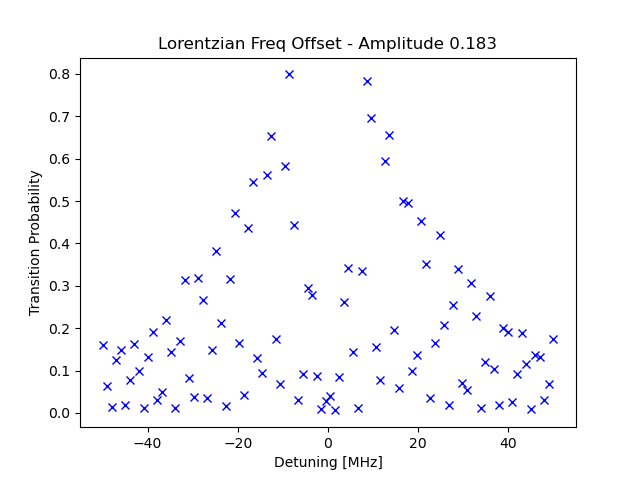 Lorentzian Freq Offset - Amplitude 0.183
0.8
0.7
0.6
0.5
0.4
0.3
0.2
0.1
0.0
Transition Probability
−40 −20 0 20 40
Detuning [MHz]